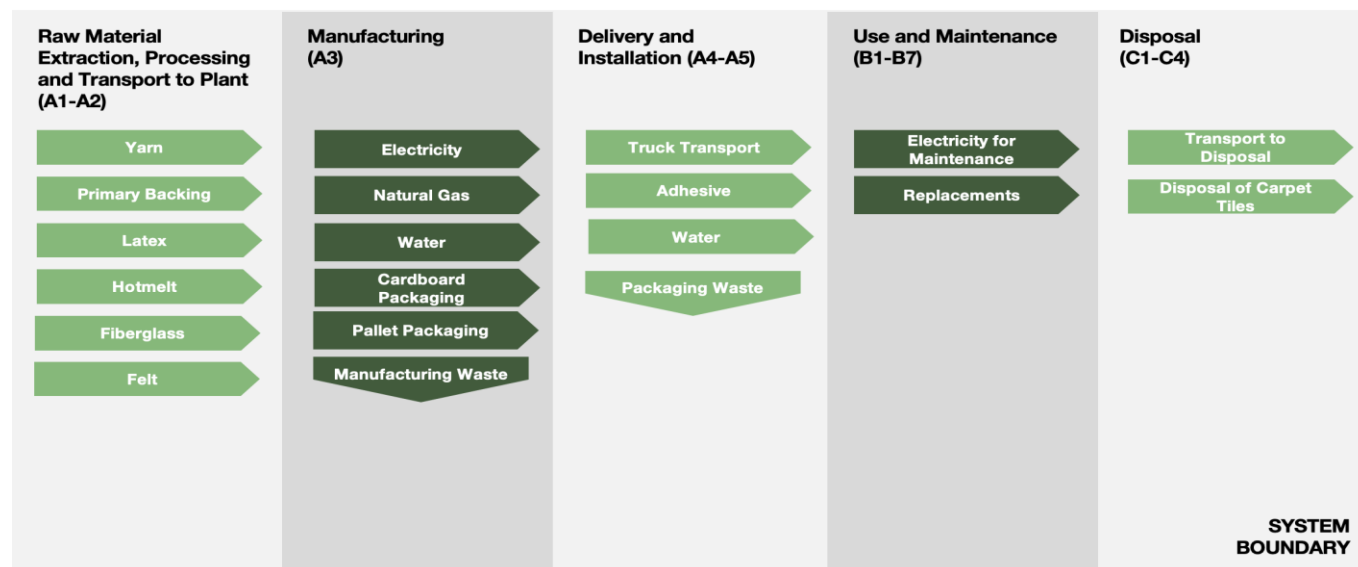 Raw Material
Extraction, Processing
and Transport to Plant
(A1-A2)
Yarn
Primary Backing
Latex
Hotmelt
Fiberglass
Felt
Manufacturing
(A3)
Electricity
Natural Gas
Water
Cardboard
Packaging
Pallet Packaging
Manufacturing Waste
Delivery and
Installation (A4-A5)
Truck Transport
Adhesive
Water
Packaging Waste
Use and Maintenance
(B1-B7)
Electricity for
Maintenance
Replacements
Disposal
(C1-C4)
Transport to
Disposal
Disposal of Carpet
Tiles
SYSTEM
BOUNDARY